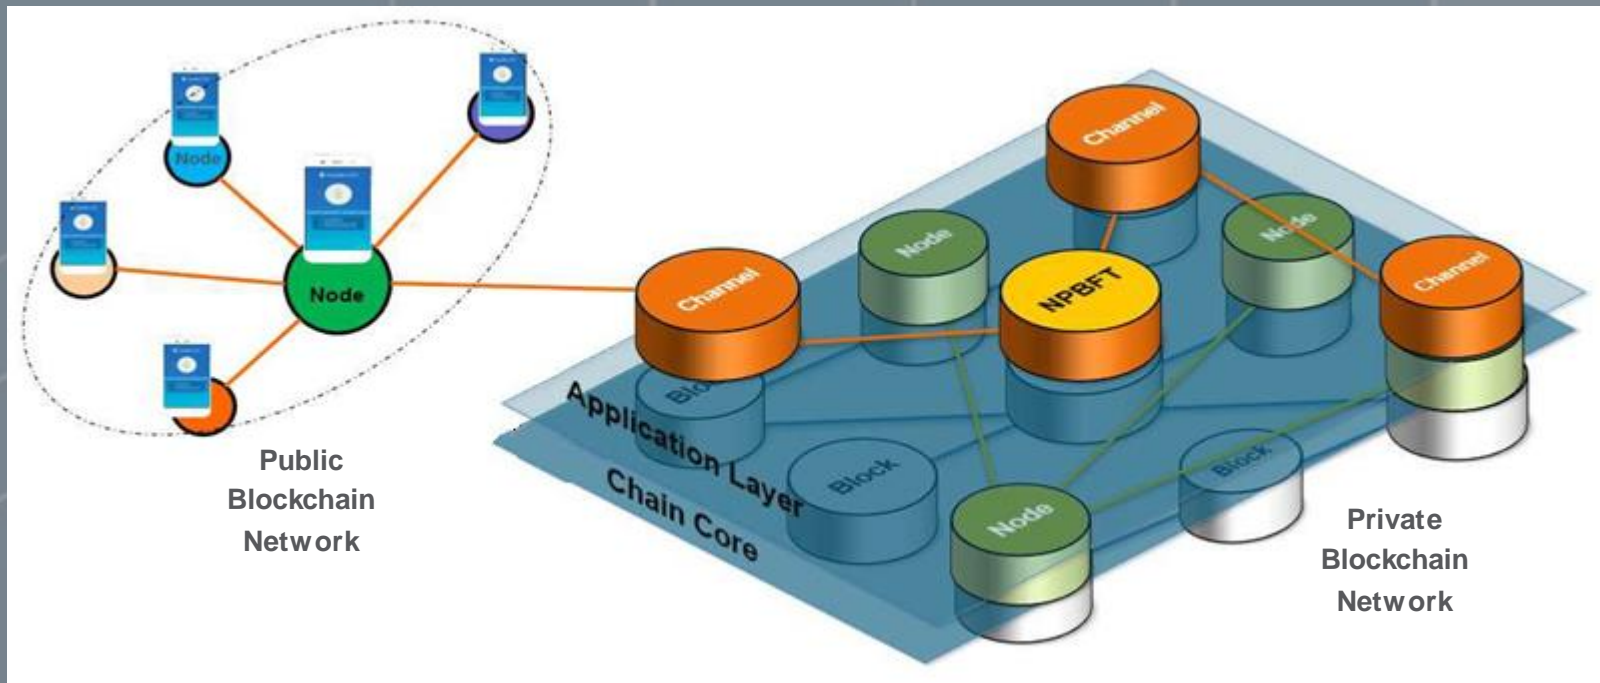 Node
Node
Public
Blockchain
Network
Channel
Channel
Node
NPBFT
Node
Channel
Block
Block
Block
Node
Application Layer
Chain Core
Private
Blockchain
Network